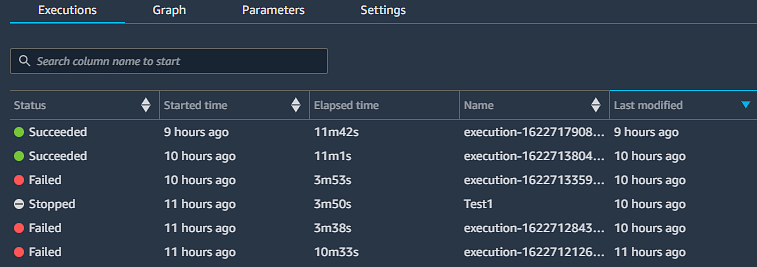 Executions Graph Parameters Settings
Search column name to start
Status Started time Elapsed time Name Last modified
Succeeded 9 hours ago 11m42s execution-1622717908... 9 hours ago
Succeeded 10 hours ago 11m1s execution-1622713804... 10 hours ago
Failed 10 hours ago 3m53s execution-1622713359... 10 hours ago
Stopped 11 hours ago 3m50s Test1 10 hours ago
Failed 11 hours ago 3m38s execution-1622712843... 10 hours ago
Failed 11 hours ago 10m33s execution-1622712126... 11 hours ago